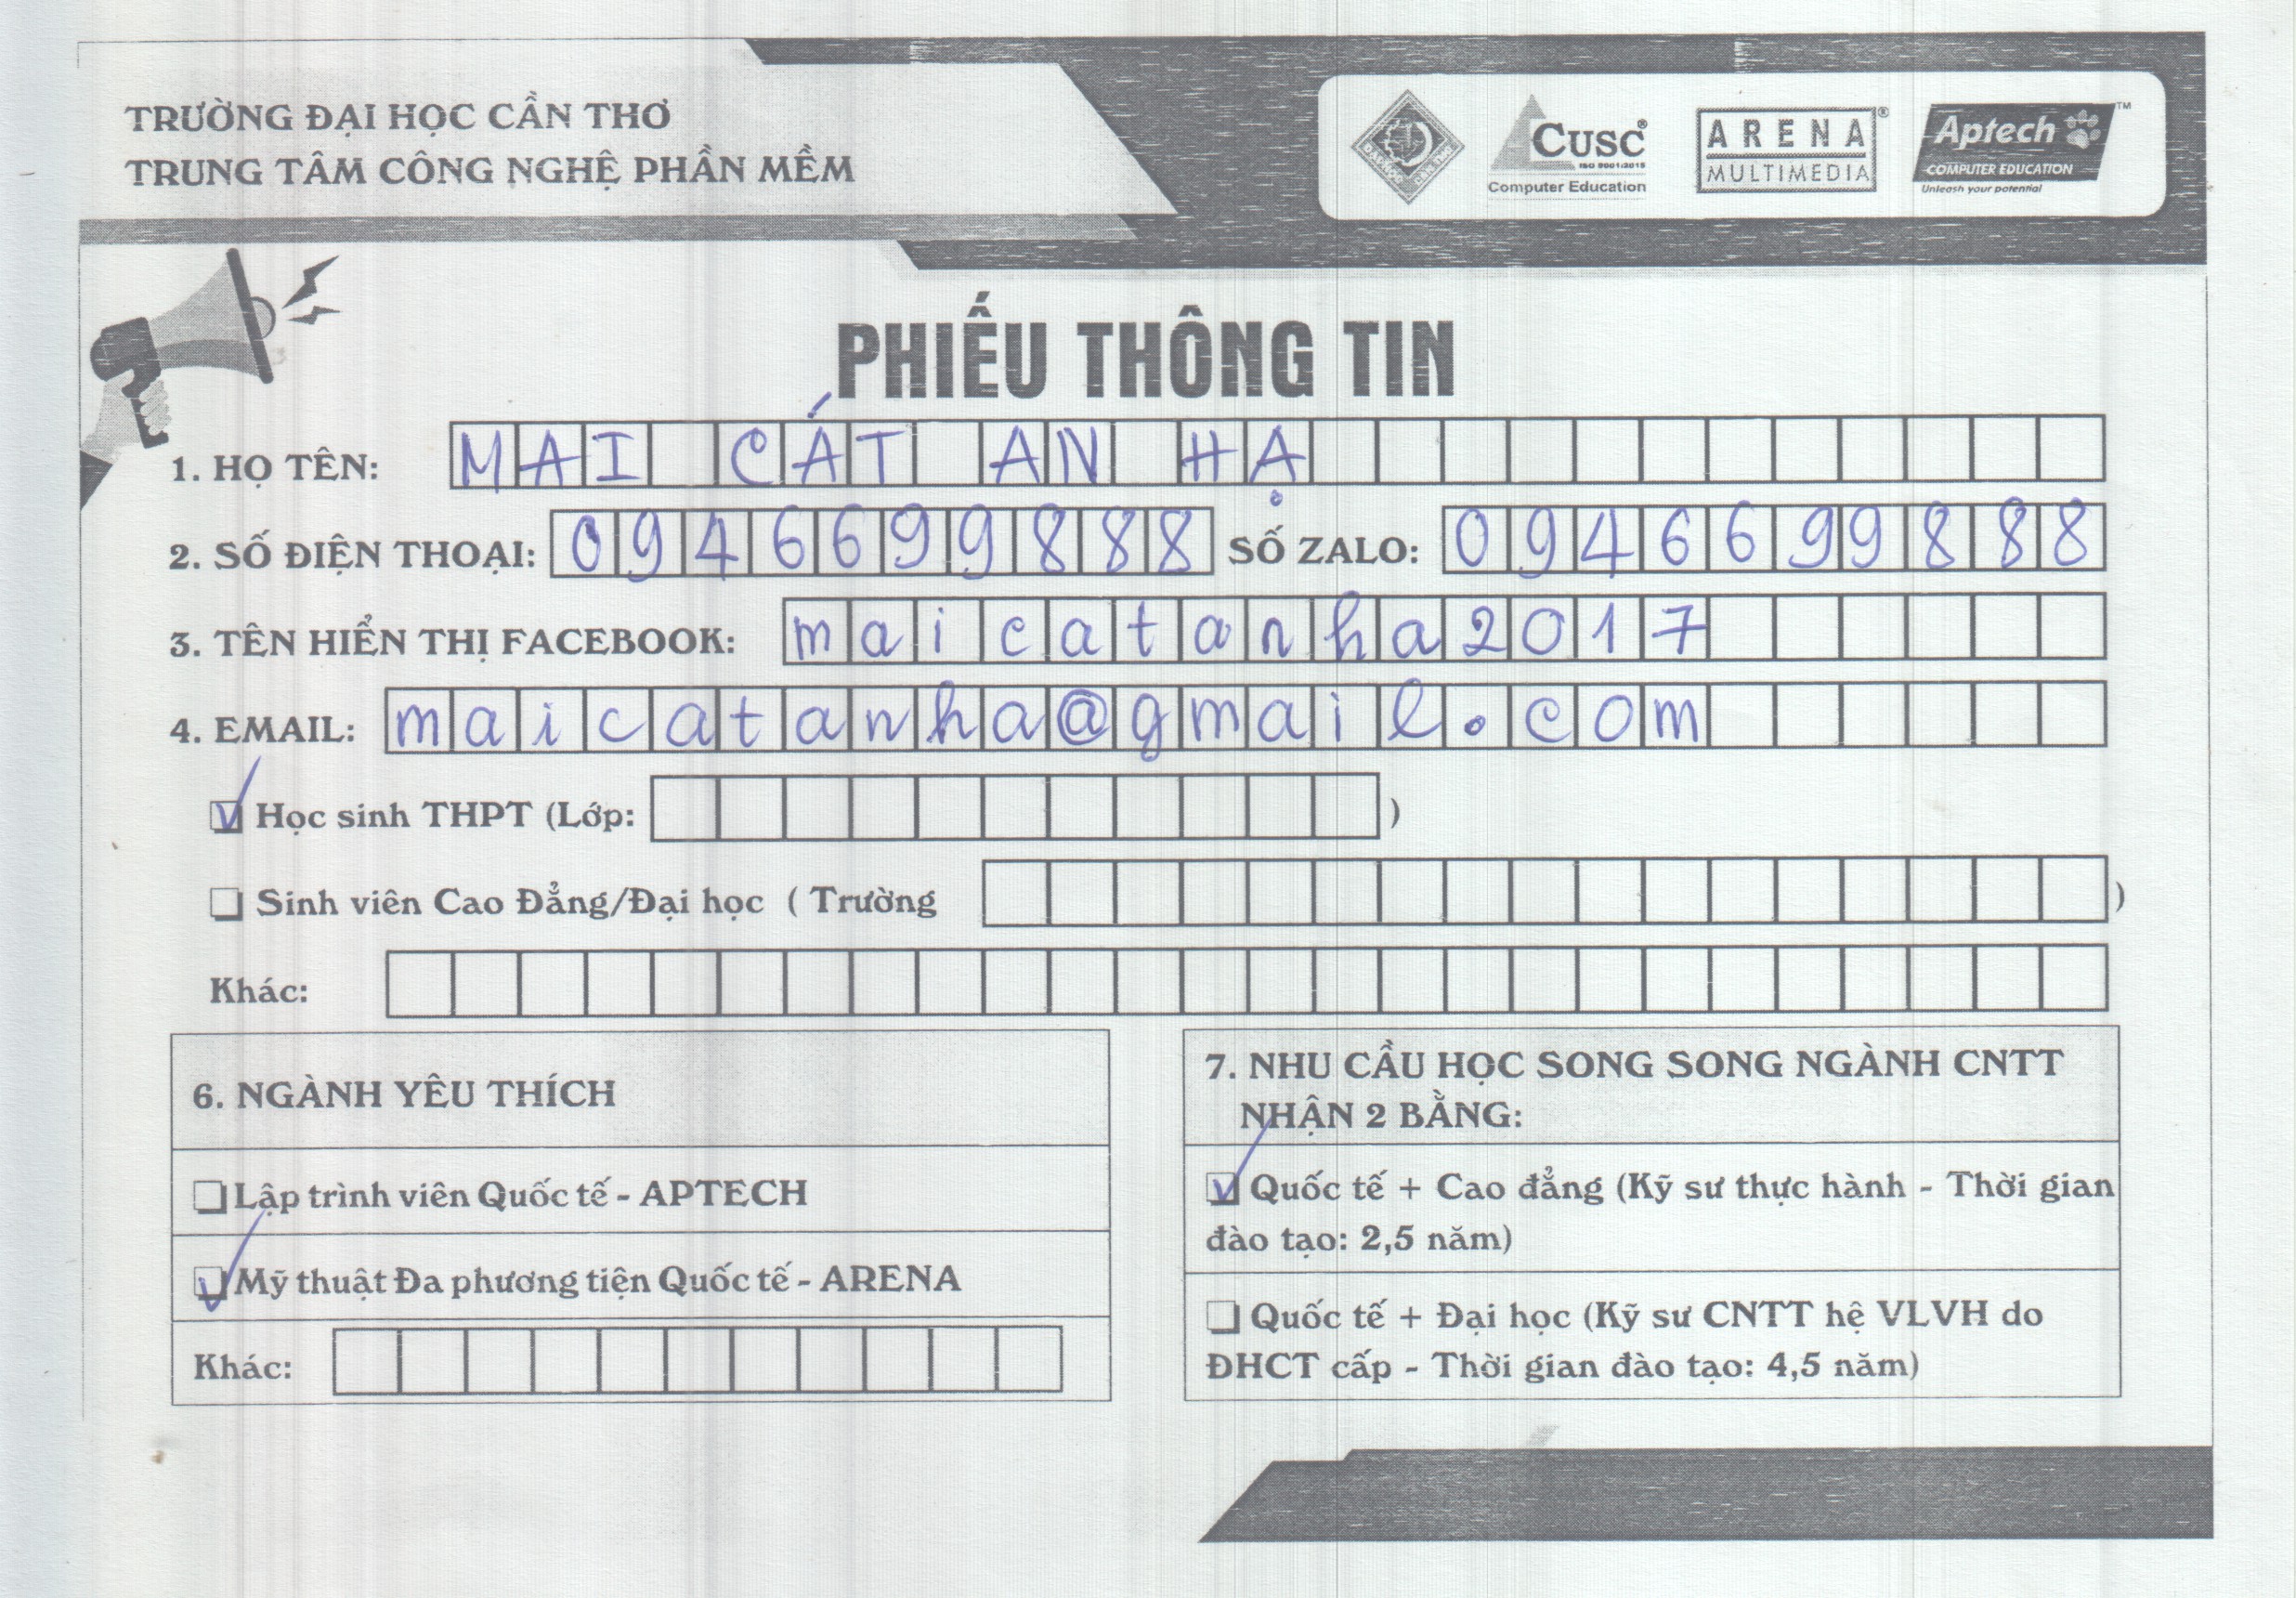 TRƯỜNG ĐẠI HỌC CẦN THƠ
TRUNG TÂM CÔNG NGHỆ PHẦN MỀM
CUSC®
ISO 9001:2015
Computer Education
ARENA®
MULTIMEDIA
Aptech™
COMPUTER EDUCATION
Unleash your potential
PHIẾU THÔNG TIN
1. HỌ TÊN: MAI CÁT AN HẠ
2. SỐ ĐIỆN THOẠI: 0946699888 SỐ ZALO: 0946699888
3. TÊN HIỂN THỊ FACEBOOK: maicatanha2017
4. EMAIL: maicatanha@gmail.com
☑ Học sinh THPT (Lớp: )
☐ Sinh viên Cao Đẳng/Đại học ( Trường )
Khác:
6. NGÀNH YÊU THÍCH
☐ Lập trình viên Quốc tế - APTECH
☑ Mỹ thuật Đa phương tiện Quốc tế - ARENA
Khác:
7. NHU CẦU HỌC SONG SONG NGÀNH CNTT
NHẬN 2 BẰNG:
☑ Quốc tế + Cao đẳng (Kỹ sư thực hành - Thời gian
đào tạo: 2,5 năm)
☐ Quốc tế + Đại học (Kỹ sư CNTT hệ VLVH do
ĐHCT cấp - Thời gian đào tạo: 4,5 năm)